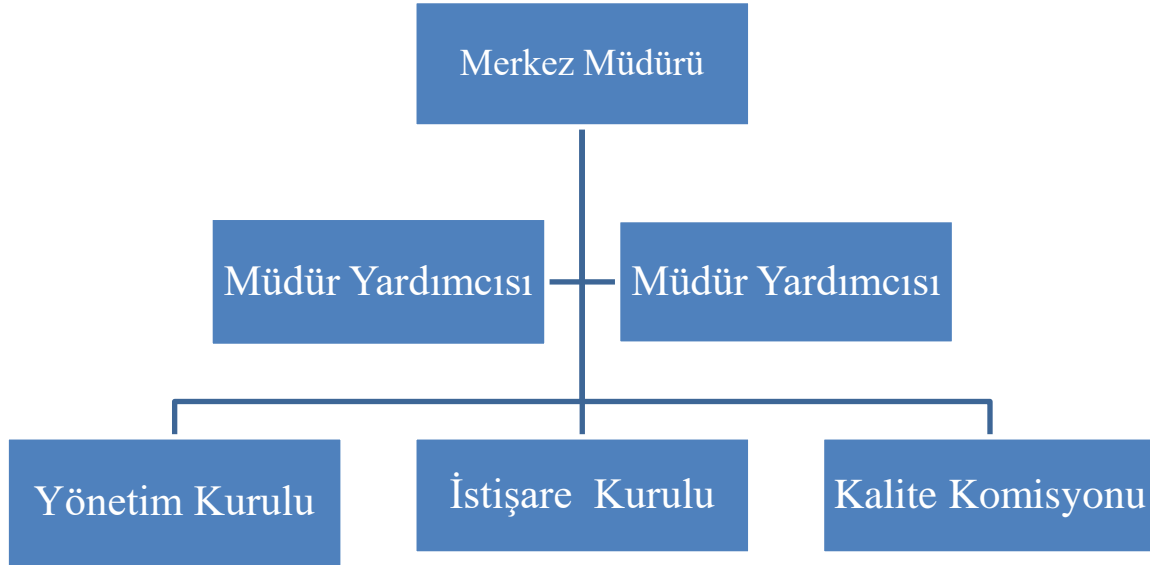 Merkez Müdürü
Müdür Yardımcısı
Müdür Yardımcısı
Yönetim Kurulu
İstişare Kurulu
Kalite Komisyonu